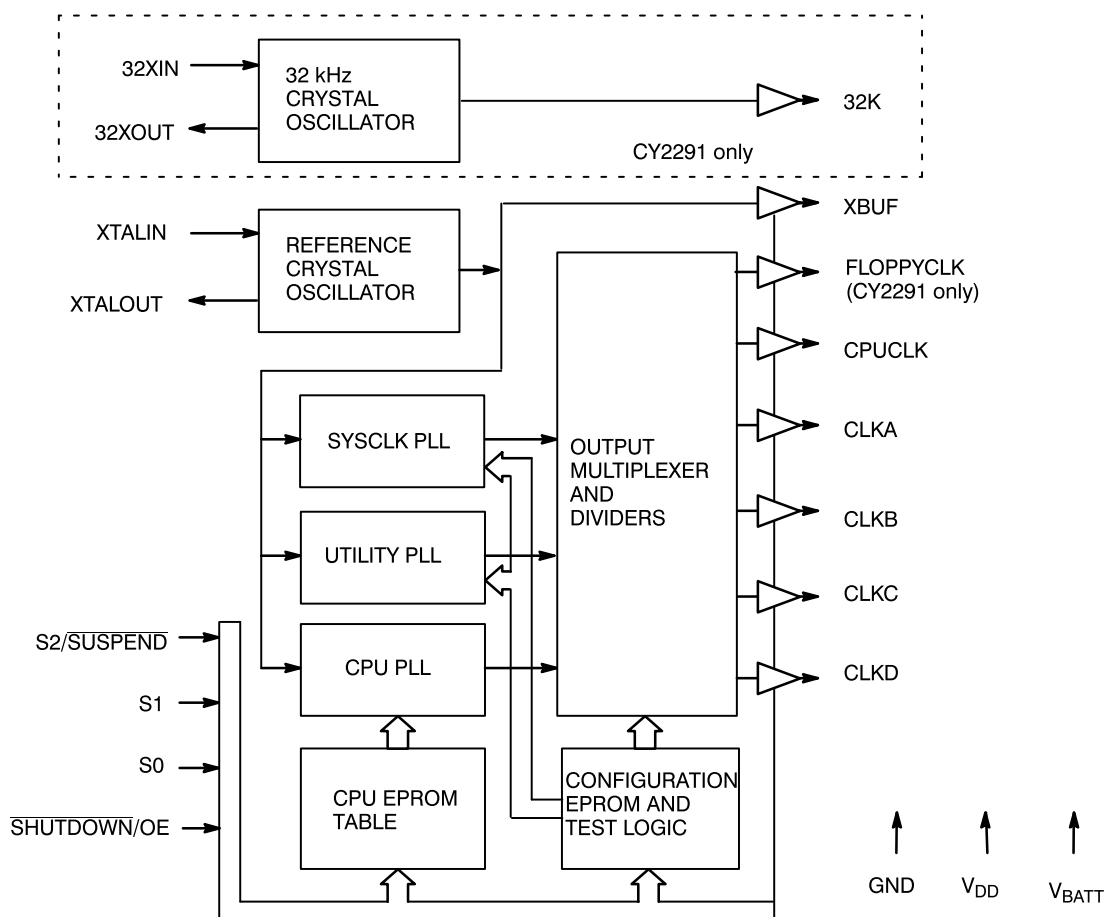 32XIN
32XOUT
32 kHz
CRYSTAL
OSCILLATOR
32K
CY2291 only
XTALIN
XTALOUT
REFERENCE
CRYSTAL
OSCILLATOR
XBUF
FLOPPYCLK
(CY2291 only)
CPUCLK
CLKA
CLKB
CLKC
CLKD
SYSCLK PLL
UTILITY PLL
CPU PLL
OUTPUT
MULTIPLEXER
AND
DIVIDERS
S2/SUSPEND
S1
S0
SHUTDOWN/OE
CPU EPROM
TABLE
CONFIGURATION
EPROM AND
TEST LOGIC
GND
VDD
VBATT